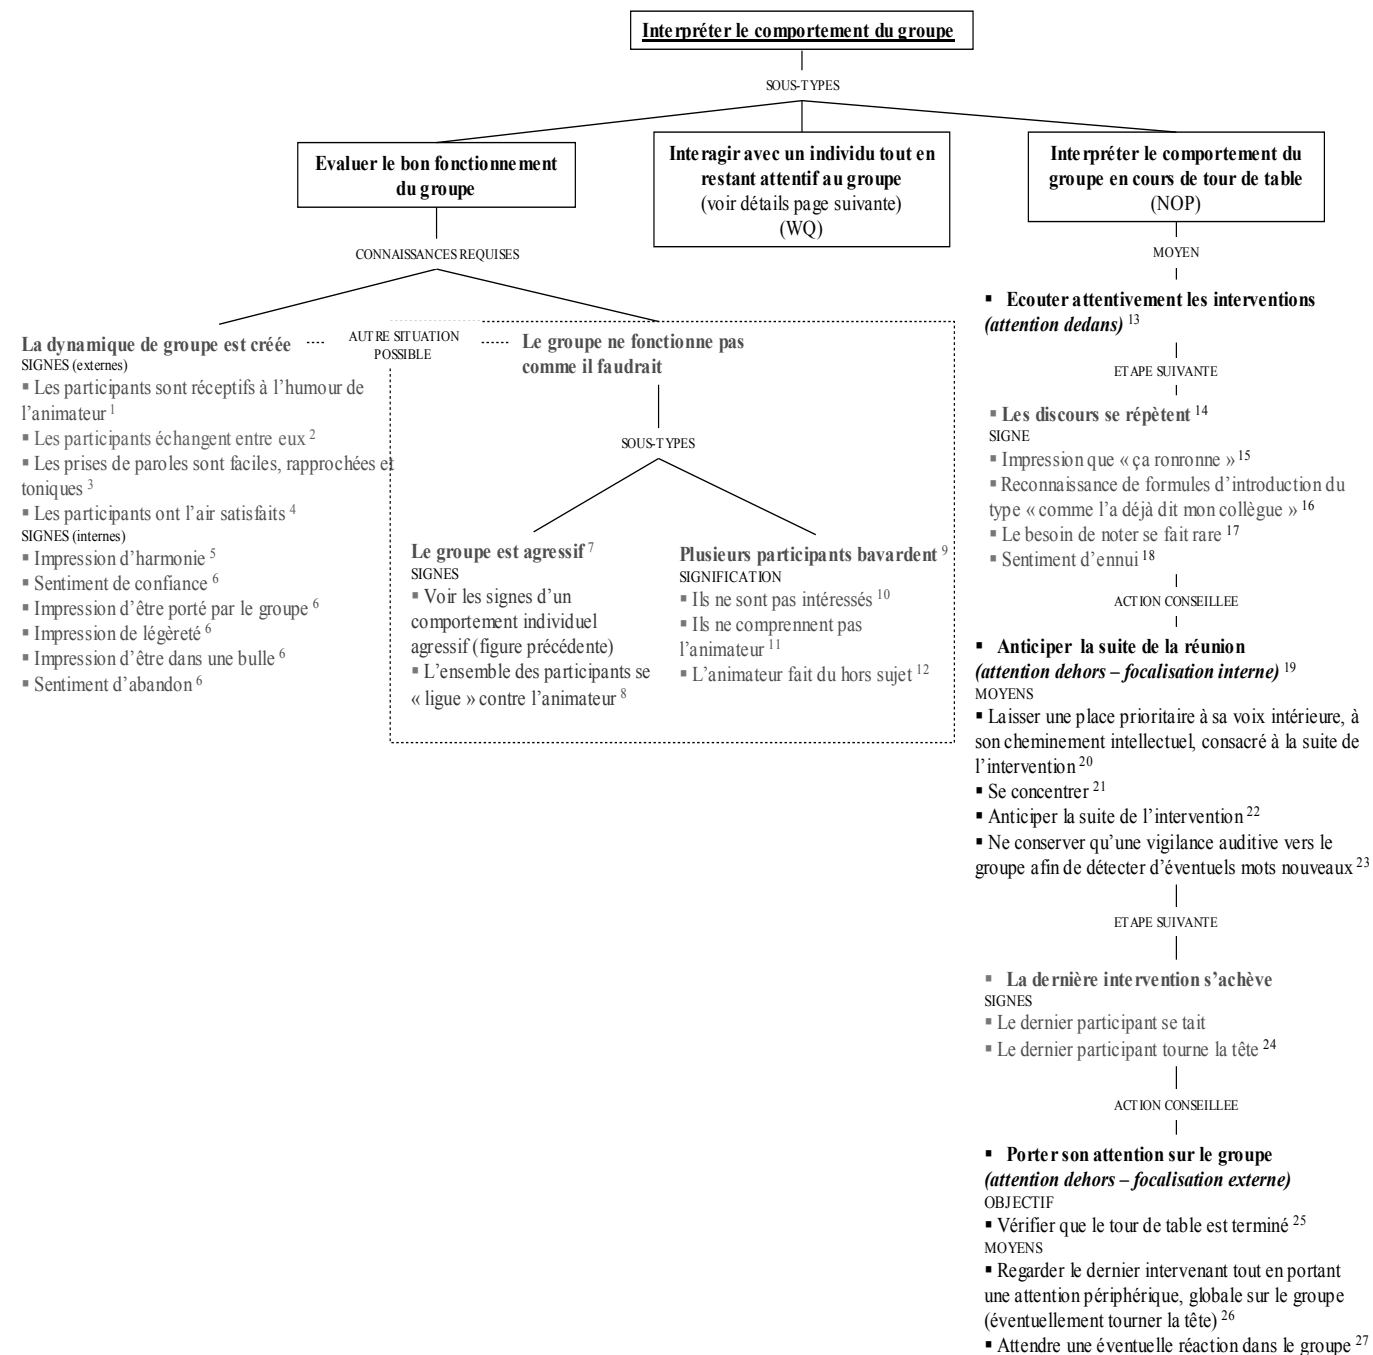 Interpréter le comportement du groupe
SOUS-TYPES
Evaluer le bon fonctionnement
du groupe
Interagir avec un individu tout en
restant attentif au groupe
(voir détails page suivante)
(WQ)
Interpréter le comportement du
groupe en cours de tour de table
(NOP)
CONNAISSANCES REQUISES
La dynamique de groupe est créée
SIGNES (externes)
▪ Les participants sont réceptifs à l’humour de
l’animateur 1
▪ Les participants échangent entre eux 2
▪ Les prises de paroles sont faciles, rapprochées et
toniques 3
▪ Les participants ont l’air satisfaits 4
SIGNES (internes)
▪ Impression d’harmonie 5
▪ Sentiment de confiance 6
▪ Impression d’être porté par le groupe 6
▪ Impression de légèreté 6
▪ Impression d’être dans une bulle 6
▪ Sentiment d’abandon 6
AUTRE SITUATION
POSSIBLE
Le groupe ne fonctionne pas
comme il faudrait
SOUS-TYPES
Le groupe est agressif 7
SIGNES
▪ Voir les signes d’un
comportement individuel
agressif (figure précédente)
▪ L’ensemble des participants se
« ligue » contre l’animateur 8
Plusieurs participants bavardent 9
SIGNIFICATION
▪ Ils ne sont pas intéressés 10
▪ Ils ne comprennent pas
l’animateur 11
▪ L’animateur fait du hors sujet 12
MOYEN
▪ Ecouter attentivement les interventions
(attention dedans) 13
ETAPE SUIVANTE
▪ Les discours se répètent 14
SIGNE
▪ Impression que « ça ronronne » 15
▪ Reconnaissance de formules d’introduction du
type « comme l’a déjà dit mon collègue » 16
▪ Le besoin de noter se fait rare 17
▪ Sentiment d’ennui 18
ACTION CONSEILLEE
▪ Anticiper la suite de la réunion
(attention dehors – focalisation interne) 19
MOYENS
▪ Laisser une place prioritaire à sa voix intérieure, à
son cheminement intellectuel, consacré à la suite de
l’intervention 20
▪ Se concentrer 21
▪ Anticiper la suite de l’intervention 22
▪ Ne conserver qu’une vigilance auditive vers le
groupe afin de détecter d’éventuels mots nouveaux 23
ETAPE SUIVANTE
▪ La dernière intervention s’achève
SIGNES
▪ Le dernier participant se tait
▪ Le dernier participant tourne la tête 24
ACTION CONSEILLEE
▪ Porter son attention sur le groupe
(attention dehors – focalisation externe)
OBJECTIF
▪ Vérifier que le tour de table est terminé 25
MOYENS
▪ Regarder le dernier intervenant tout en portant
une attention périphérique, globale sur le groupe
(éventuellement tourner la tête) 26
▪ Attendre une éventuelle réaction dans le groupe 27